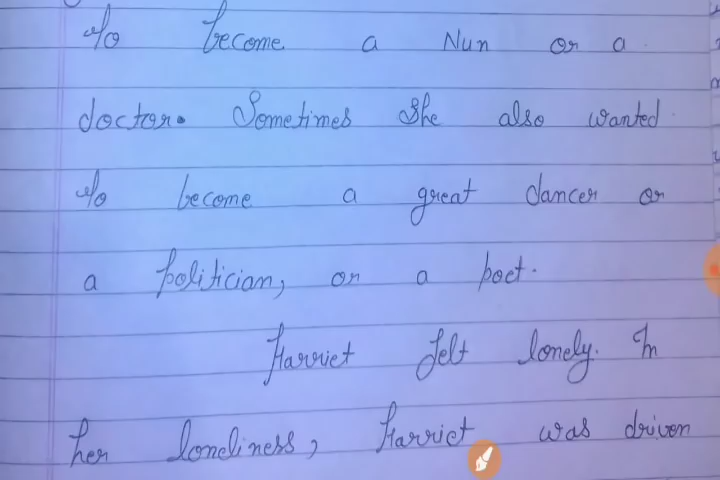 to become a Nun or a
doctor. Sometimes She also wanted
to become a great dancer or
a politician, or a poet.
Harriet felt lonely. In
her loneliness, Harriet was driven